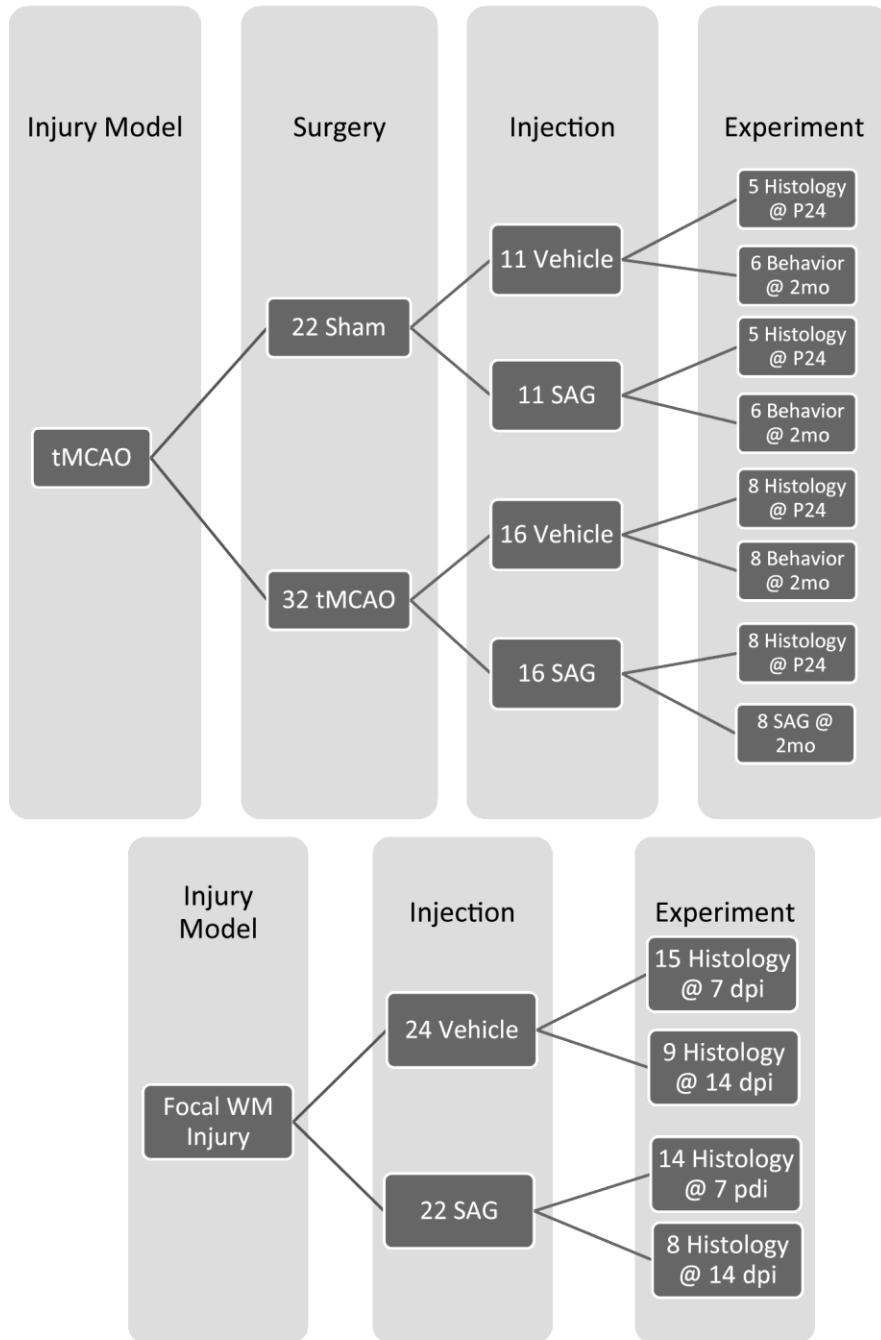 Injury Model
Surgery
Injection
Experiment
tMCAO
22 Sham
32 tMCAO
11 Vehicle
11 SAG
16 Vehicle
16 SAG
5 Histology
@ P24
6 Behavior
@ 2mo
5 Histology
@ P24
6 Behavior
@ 2mo
8 Histology
@ P24
8 Behavior
@ 2mo
8 Histology
@ P24
8 SAG @
2mo
Injury
Model
Injection
Experiment
Focal WM
Injury
24 Vehicle
22 SAG
15 Histology
@ 7 dpi
9 Histology
@ 14 dpi
14 Histology
@ 7 pdi
8 Histology
@ 14 dpi